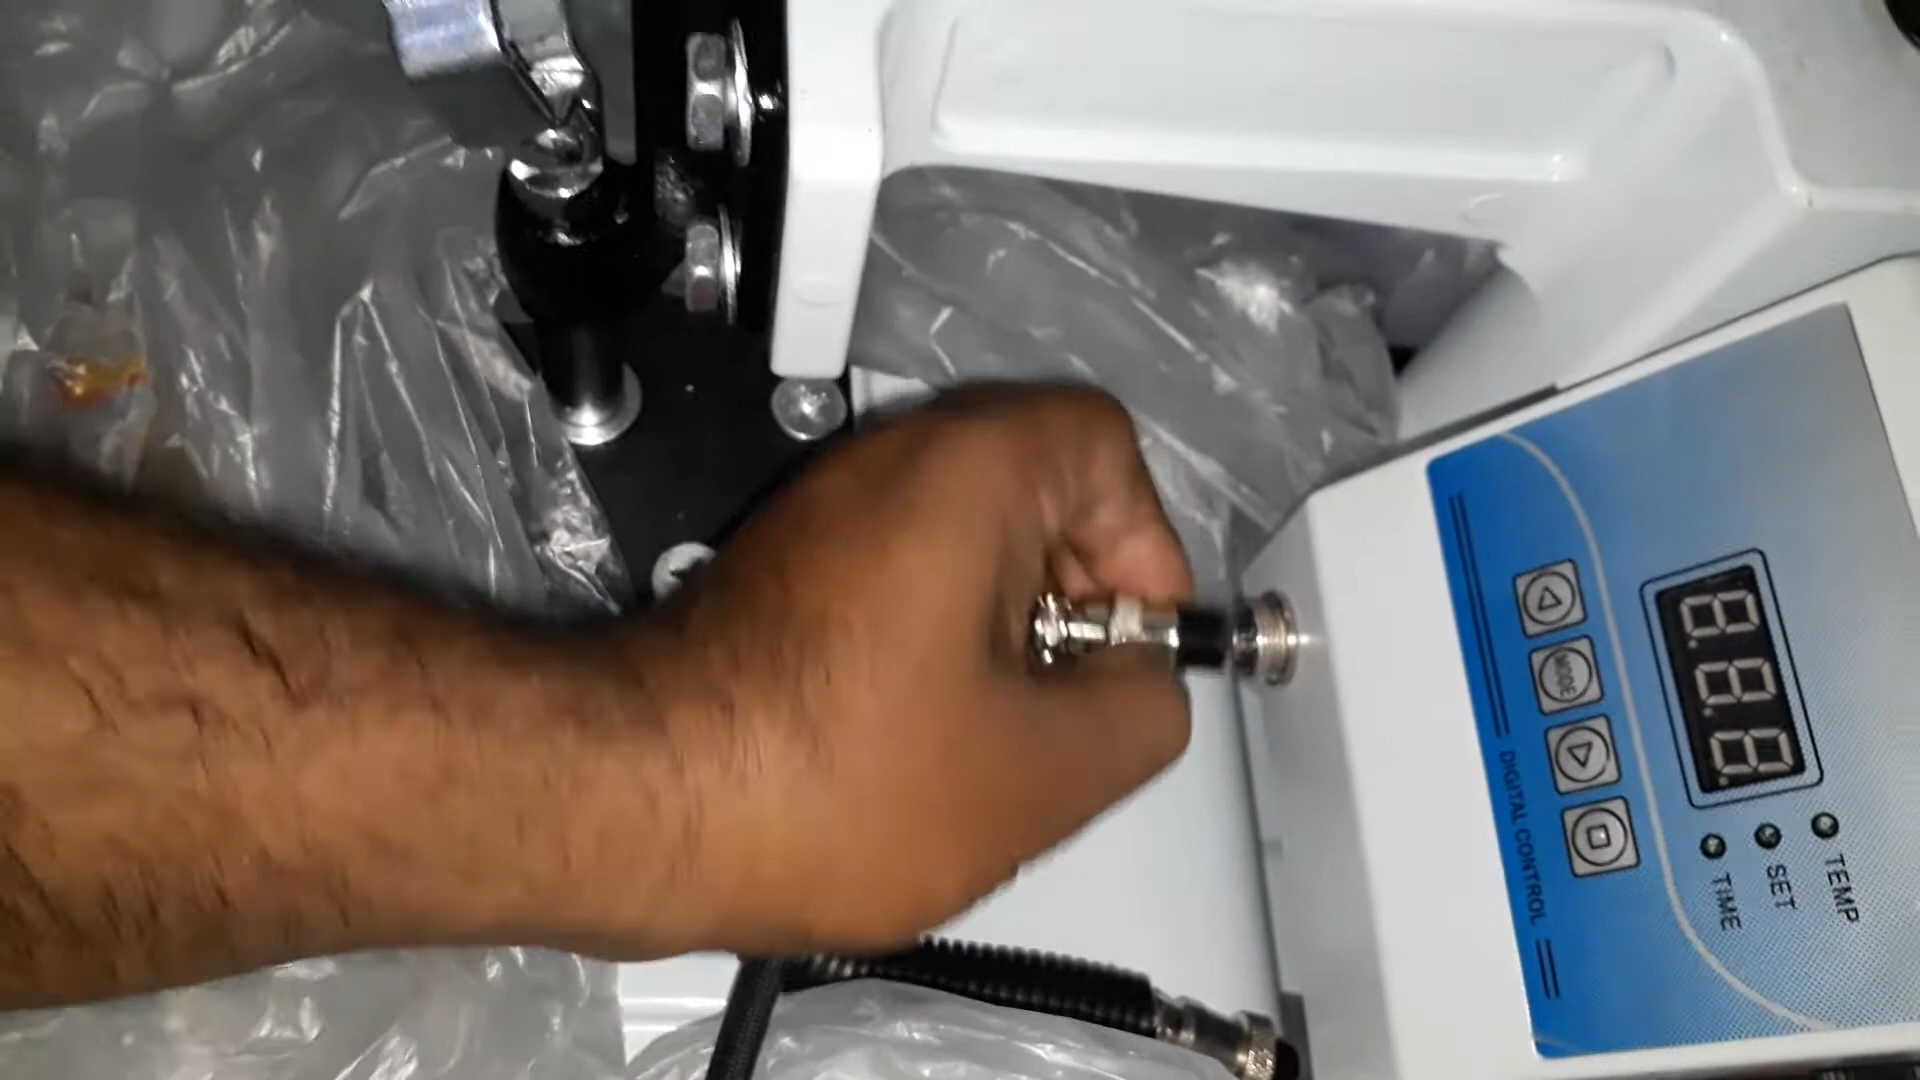 8.8.8.
TEMP
SET
TIME
MODE
DIGITAL CONTROL